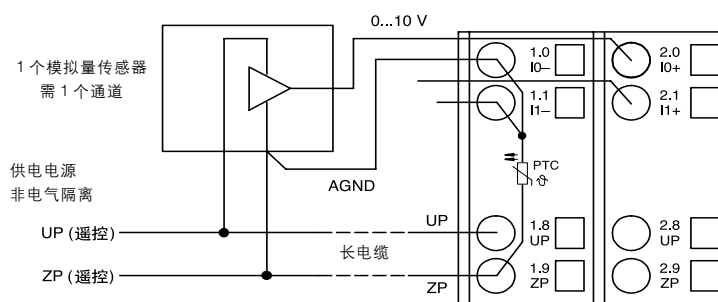 0...10 V
1个模拟量传感器
需1个通道
1.0
I0–
2.0
I0+
1.1
I1–
2.1
I1+
供电电源
非电气隔离
AGND
PTC
ϑ
UP (遥控)
UP
1.8
UP
2.8
UP
长电缆
ZP (遥控)
ZP
1.9
ZP
2.9
ZP